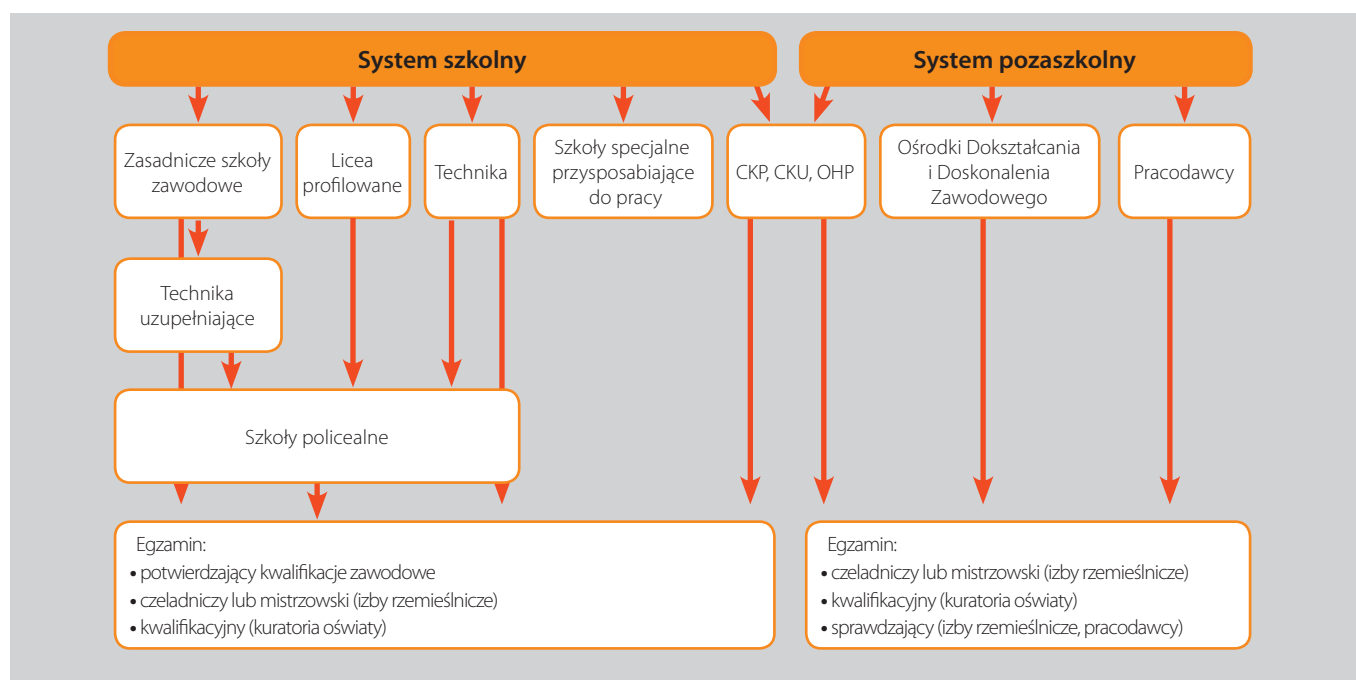 System szkolny
System pozaszkolny
Zasadnicze szkoły
zawodowe
Licea
profilowane
Technika
Szkoły specjalne
przysposabiające
do pracy
CKP, CKU, OHP
Ośrodki Dokształcania
i Doskonalenia
Zawodowego
Pracodawcy
Technika
uzupełniające
Szkoły policealne
Egzamin:
• potwierdzający kwalifikacje zawodowe
• czeladniczy lub mistrzowski (izby rzemieślnicze)
• kwalifikacyjny (kuratoria oświaty)
Egzamin:
• czeladniczy lub mistrzowski (izby rzemieślnicze)
• kwalifikacyjny (kuratoria oświaty)
• sprawdzający (izby rzemieślnicze, pracodawcy)